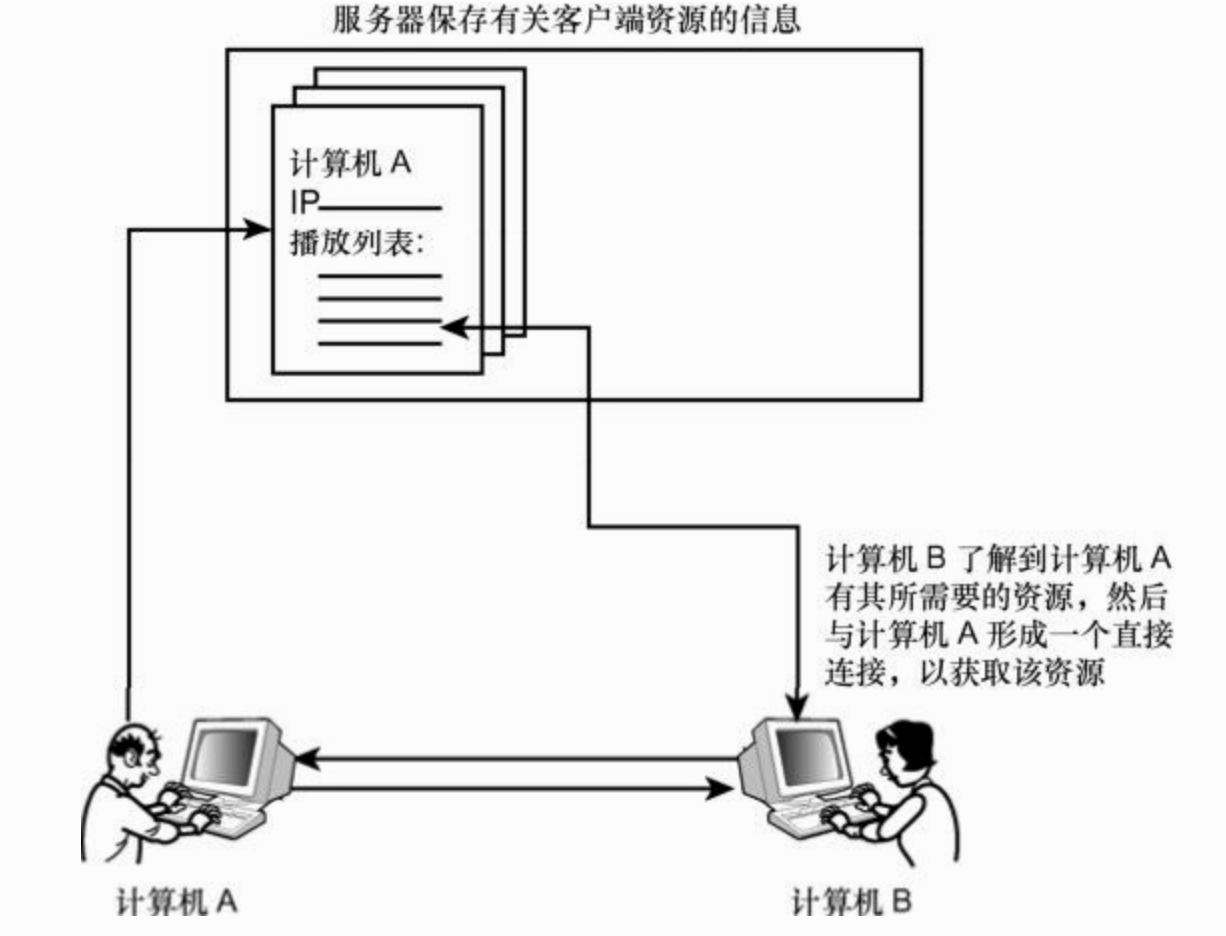 服务器保存有关客户端资源的信息
计算机 A
IP
播放列表:
计算机 B 了解到计算机 A
有其所需要的资源，然后
与计算机 A 形成一个直接
连接，以获取该资源
计算机 A
计算机 B